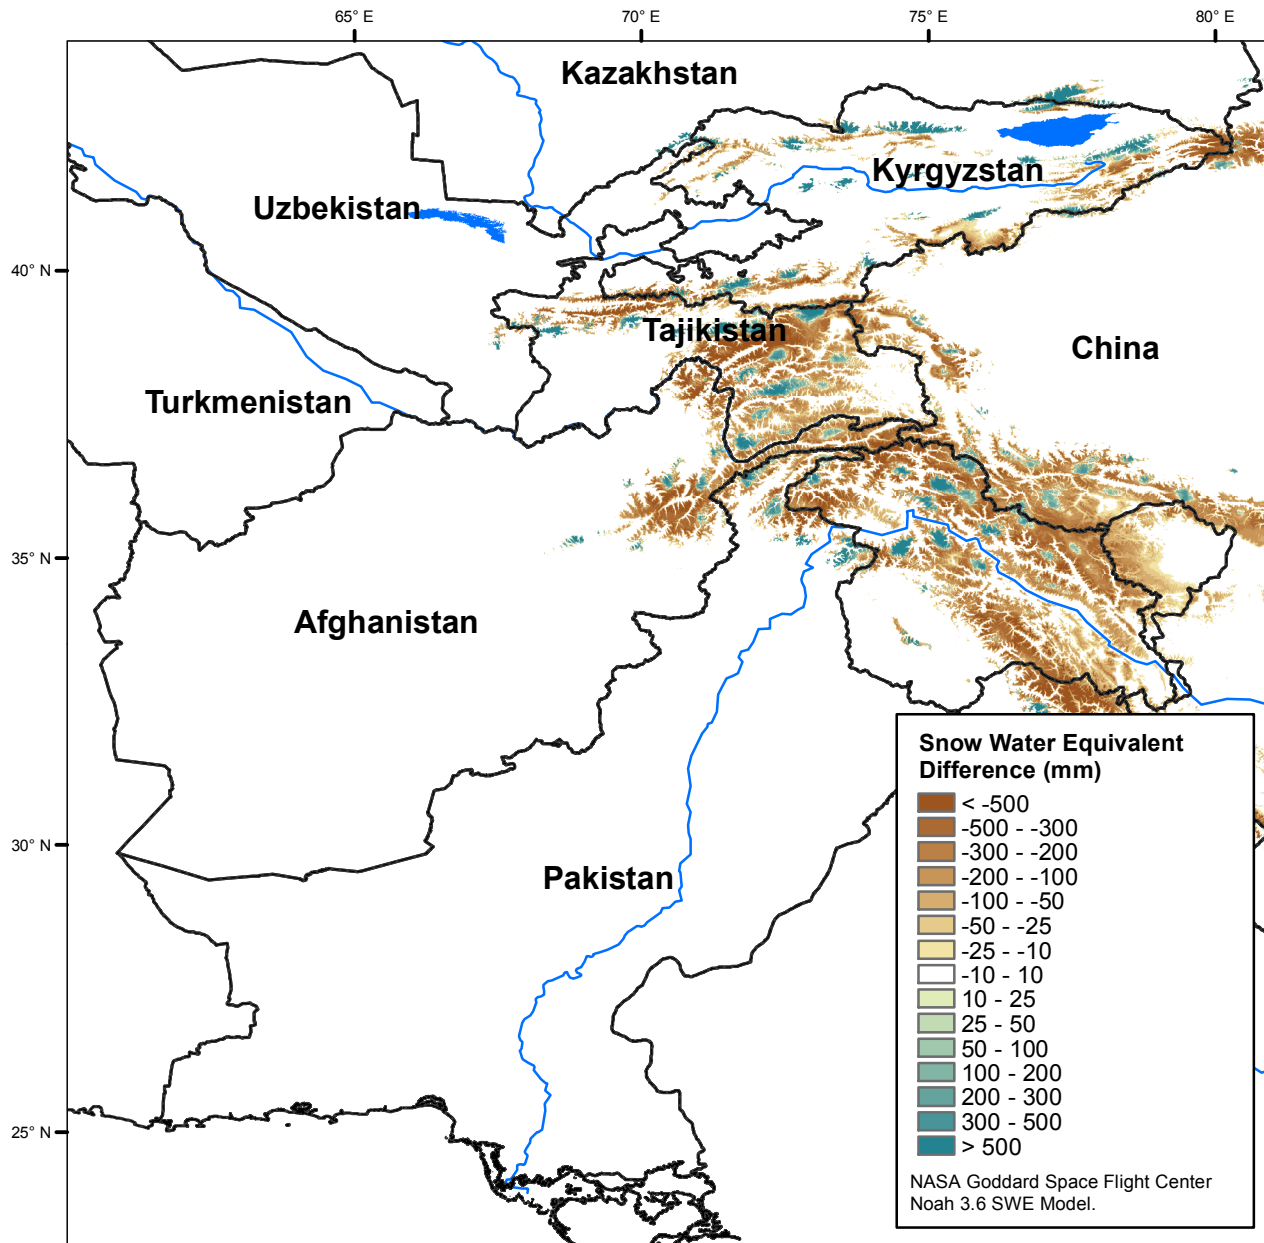 65° E
70° E
75° E
80° E
Kazakhstan
Kyrgyzstan
Uzbekistan
40° N
Tajikistan
China
Turkmenistan
35° N
Afghanistan
30° N
Pakistan
25° N
Snow Water Equivalent
Difference (mm)
< -500
-500 - -300
-300 - -200
-200 - -100
-100 - -50
-50 - -25
-25 - -10
-10 - 10
10 - 25
25 - 50
50 - 100
100 - 200
200 - 300
300 - 500
> 500
NASA Goddard Space Flight Center
Noah 3.6 SWE Model.